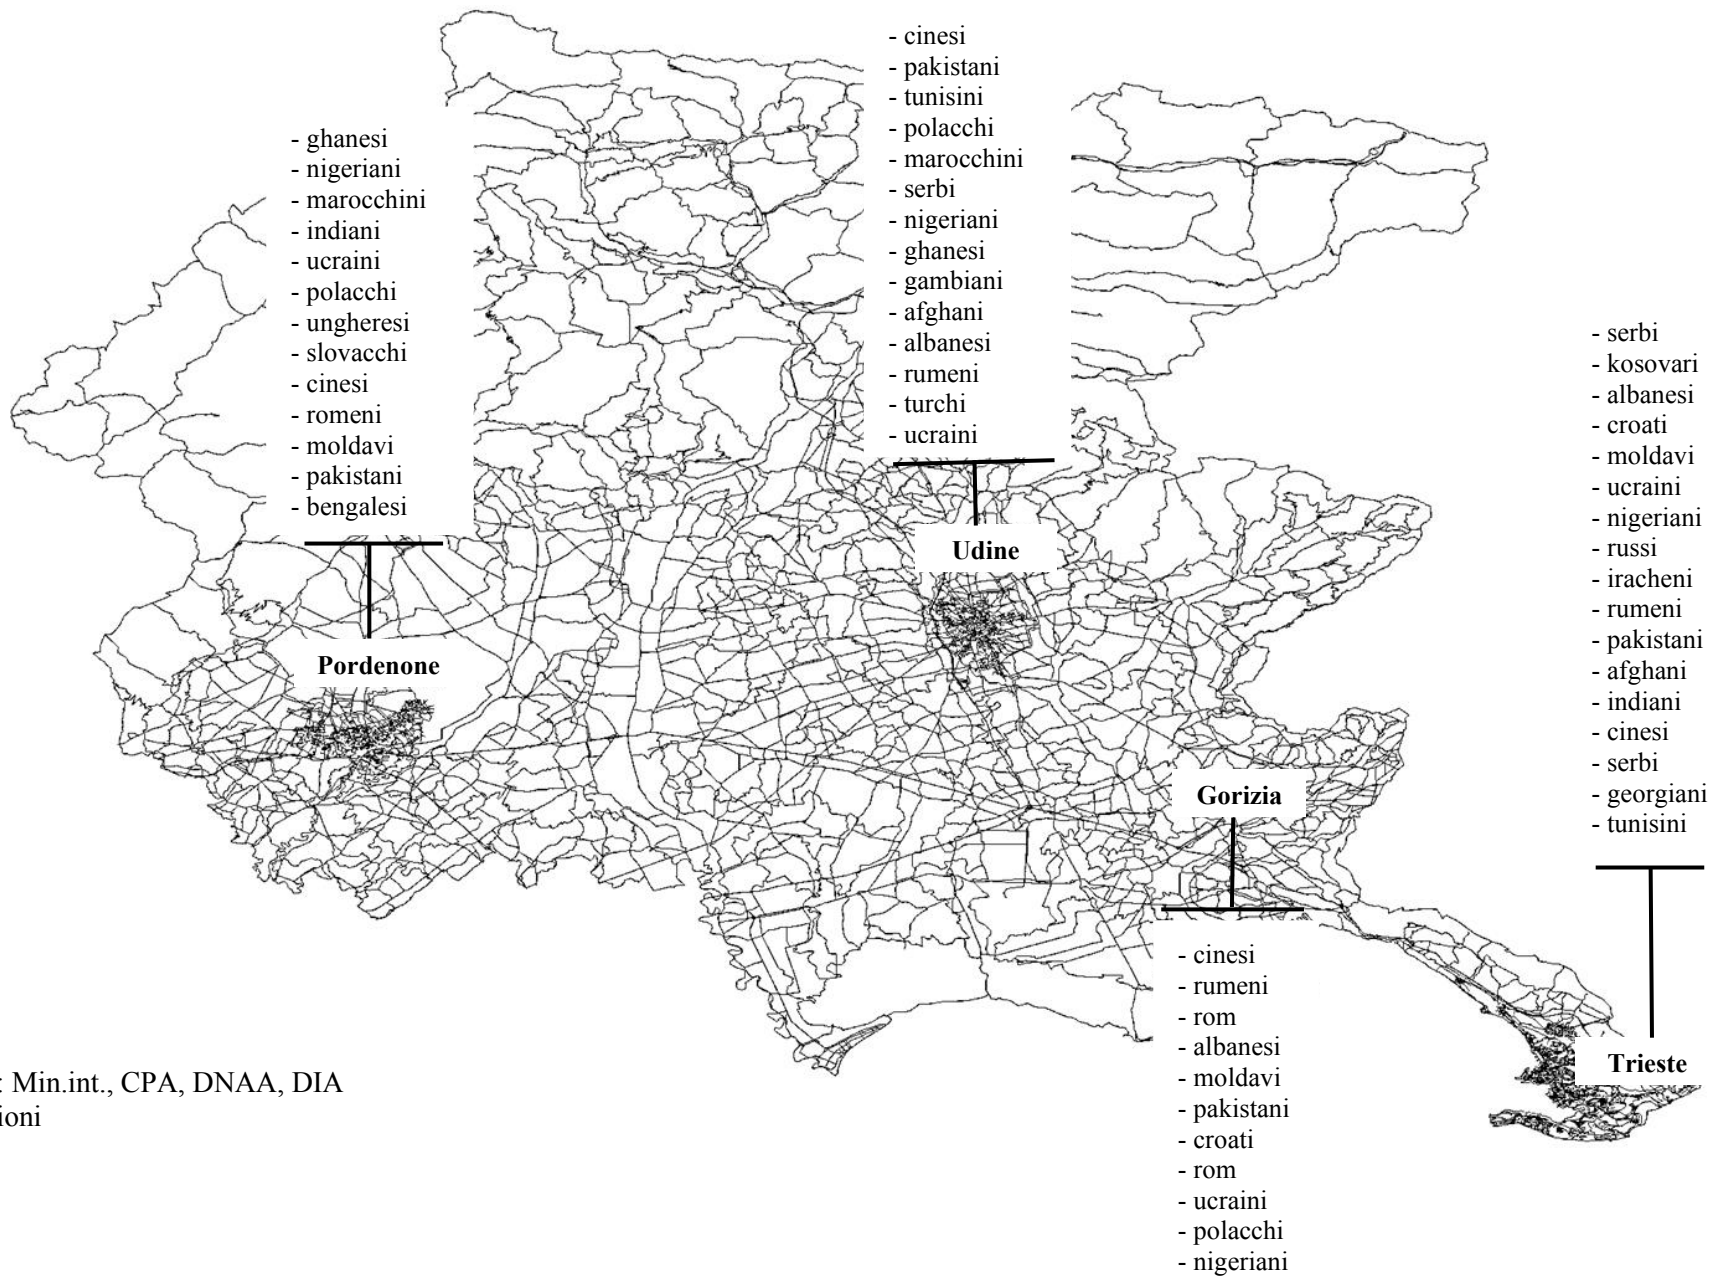 - ghanesi
- nigeriani
- marocchini
- indiani
- ucraini
- polacchi
- ungheresi
- slovacchi
- cinesi
- romeni
- moldavi
- pakistani
- bengalesi
Pordenone
- cinesi
- pakistani
- tunisini
- polacchi
- marocchini
- serbi
- nigeriani
- ghanesi
- gambiani
- afghani
- albanesi
- rumeni
- turchi
- ucraini
Udine
- serbi
- kosovari
- albanesi
- croati
- moldavi
- ucraini
- nigeriani
- russi
- iracheni
- rumeni
- pakistani
- afghani
- indiani
- cinesi
- serbi
- georgiani
- tunisini
Trieste
Gorizia
- cinesi
- rumeni
- rom
- albanesi
- moldavi
- pakistani
- croati
- rom
- ucraini
- polacchi
- nigeriani
: Min.int., CPA, DNAA, DIA
ioni